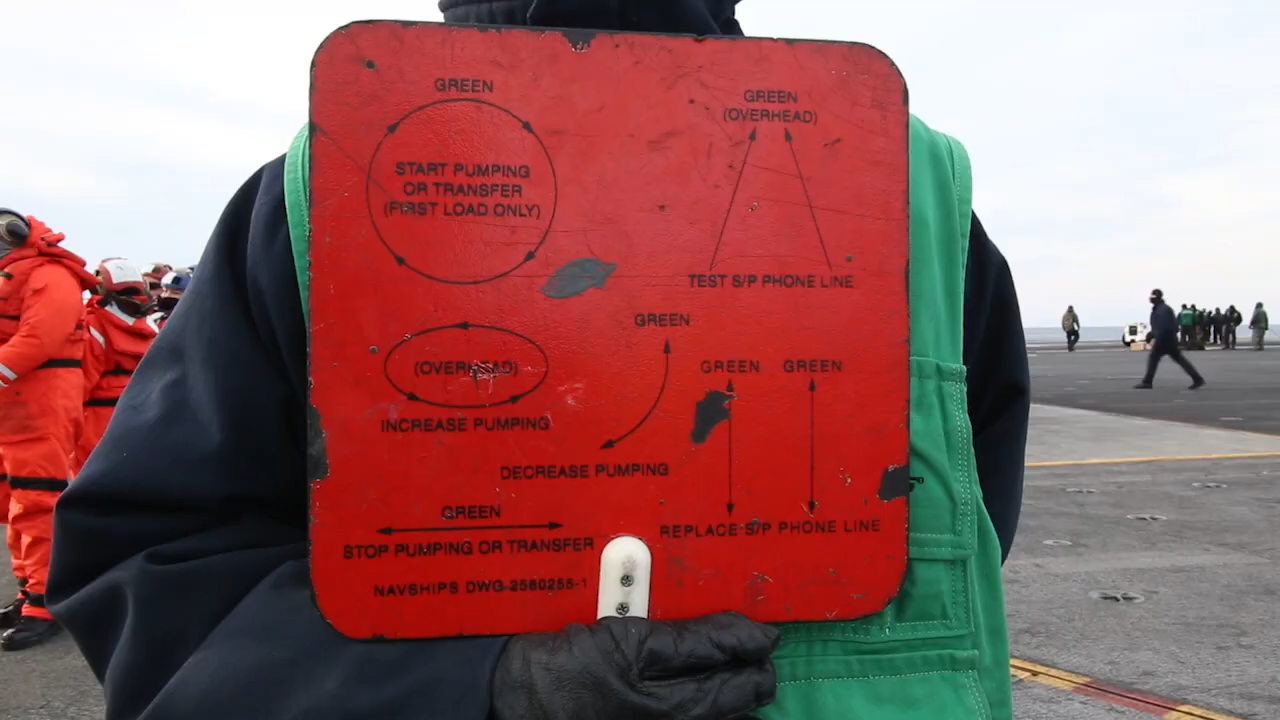 GREEN
START PUMPING
OR TRANSFER
(FIRST LOAD ONLY)
GREEN
(OVERHEAD)
TEST S/P PHONE LINE
(OVERHEAD)
INCREASE PUMPING
GREEN
DECREASE PUMPING
GREEN GREEN
REPLACE S/P PHONE LINE
GREEN
STOP PUMPING OR TRANSFER
NAVSHIPS DWG 2580255-1